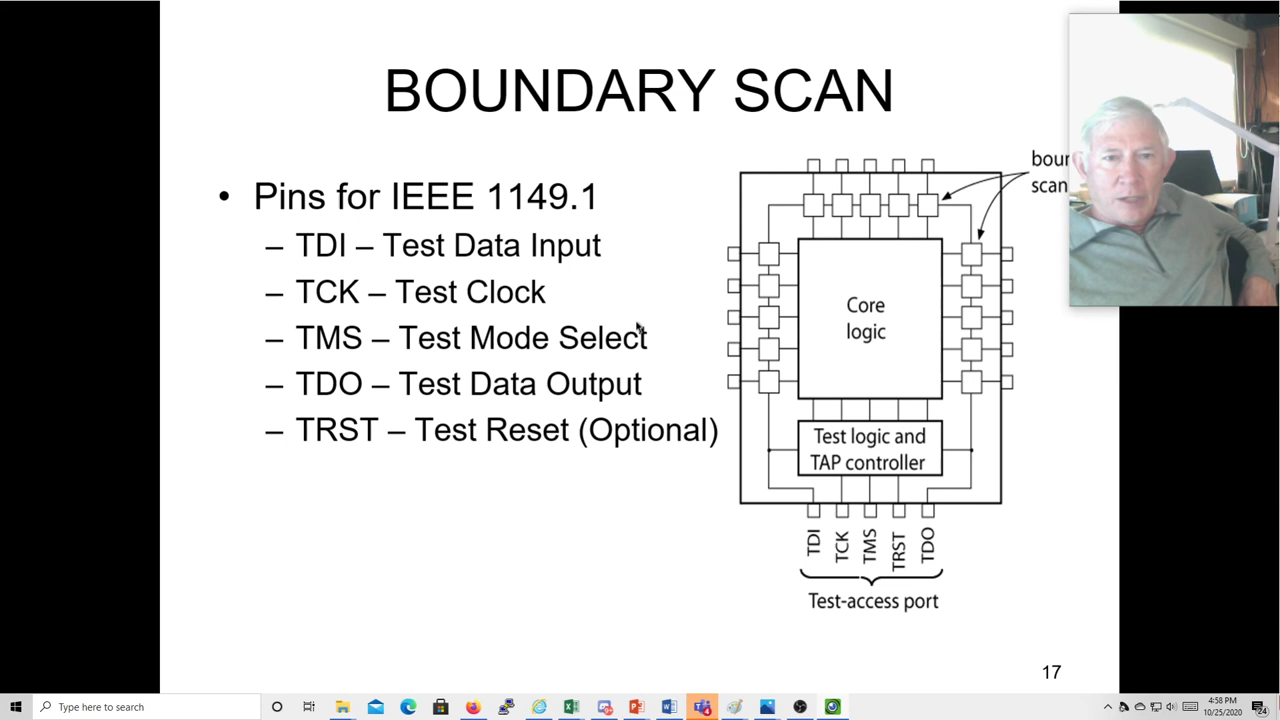 BOUNDARY SCAN
• Pins for IEEE 1149.1
– TDI – Test Data Input
– TCK – Test Clock
– TMS – Test Mode Select
– TDO – Test Data Output
– TRST – Test Reset (Optional)
Core
logic
Test logic and
TAP controller
TDI
TCK
TMS
TRST
TDO
Test-access port
scan
17
Type here to search
4:58 PM
10/25/2020